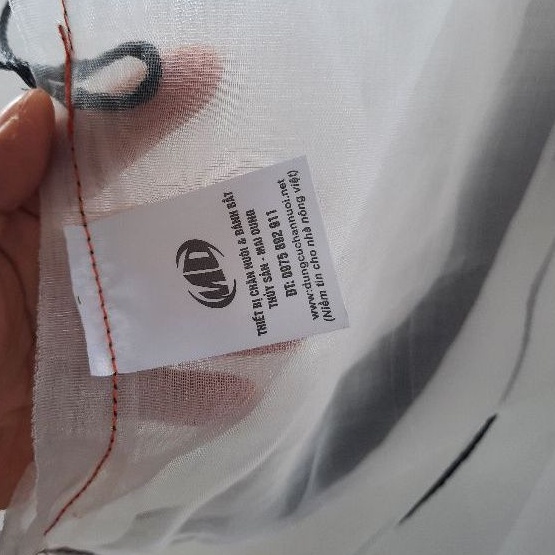 MD
THIẾT BỊ CHĂN NUÔI & ĐÁNH BẮT
THỦY SẢN - MAI DUNG
ĐT: 0975 892 911
www:dungcuchannuoi.net
(Niềm tin cho nhà nông việt)